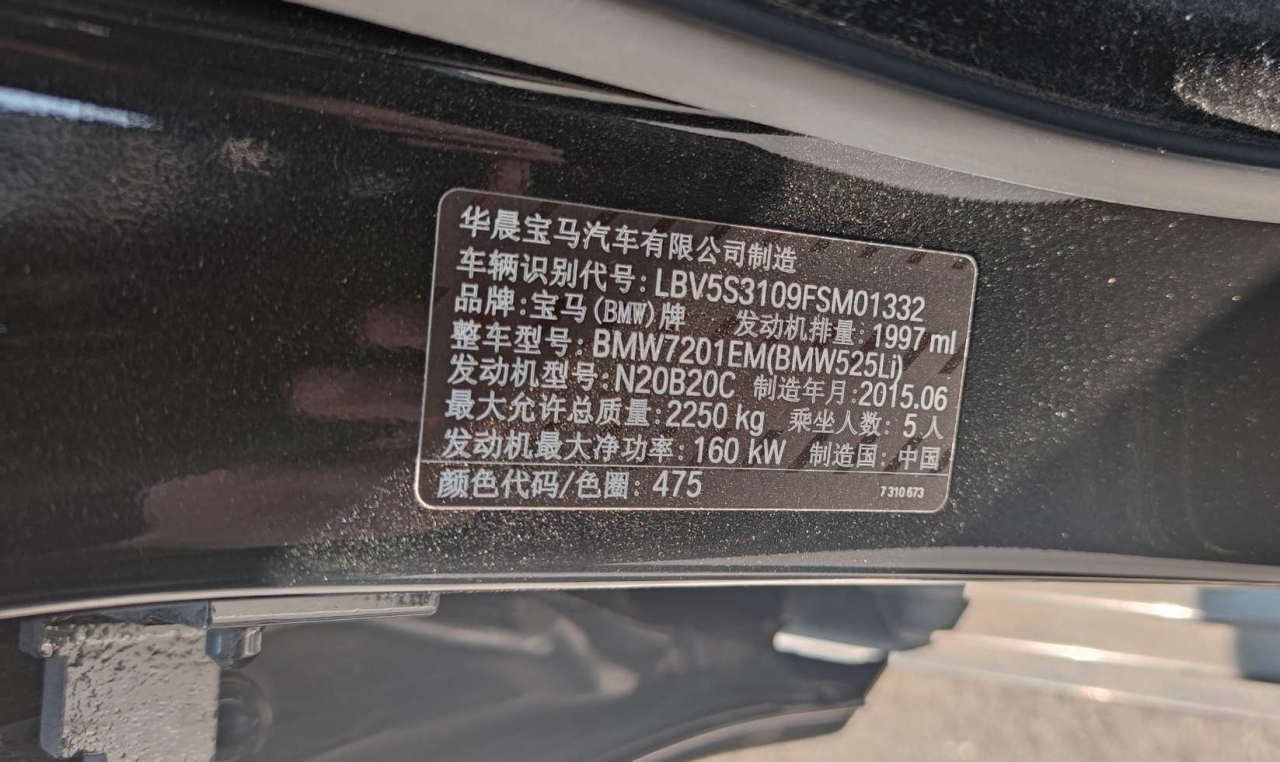 华晨宝马汽车有限公司制造
车辆识别代号: LBV5S3109FSM01332
品牌: 宝马(BMW)牌 发动机排量: 1997 ml
整车型号: BMW7201EM(BMW525Li)
发动机型号: N20B20C 制造年月: 2015.06
最大允许总质量: 2250 kg 乘坐人数: 5 人
发动机最大净功率: 160 kW 制造国: 中国
颜色代码/色圈: 475 7 310 673